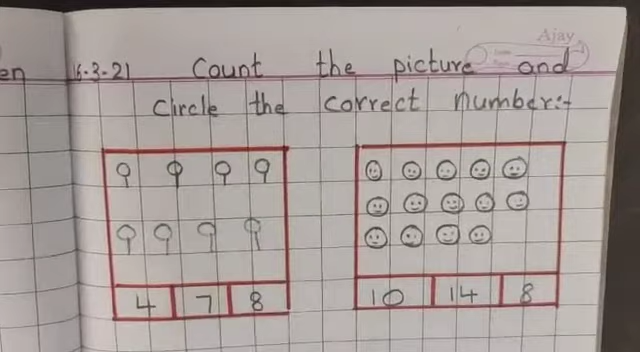 en
16-3-21 Count the picture and
Circle the correct number:-
Ajay
4 7 8
10 14 8